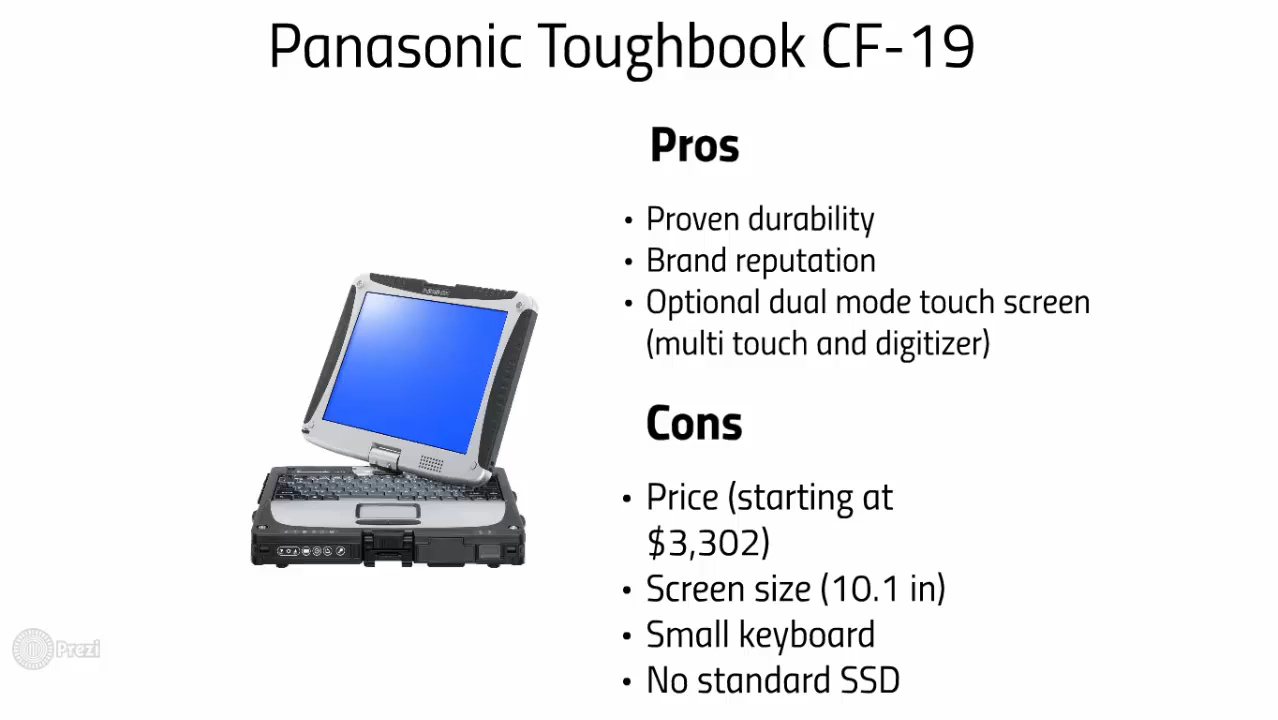 Panasonic Toughbook CF-19
Pros
• Proven durability
• Brand reputation
• Optional dual mode touch screen
(multi touch and digitizer)
Cons
• Price (starting at
$3,302)
• Screen size (10.1 in)
• Small keyboard
• No standard SSD
Prezi